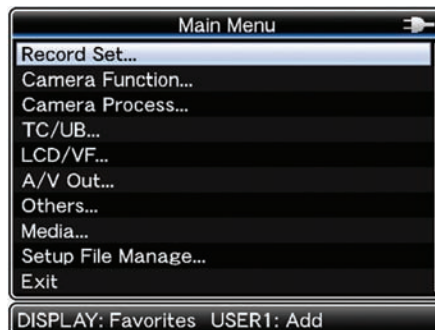 Main Menu
Record Set...
Camera Function...
Camera Process...
TC/UB...
LCD/VF...
A/V Out...
Others...
Media...
Setup File Manage...
Exit
DISPLAY: Favorites USER1: Add